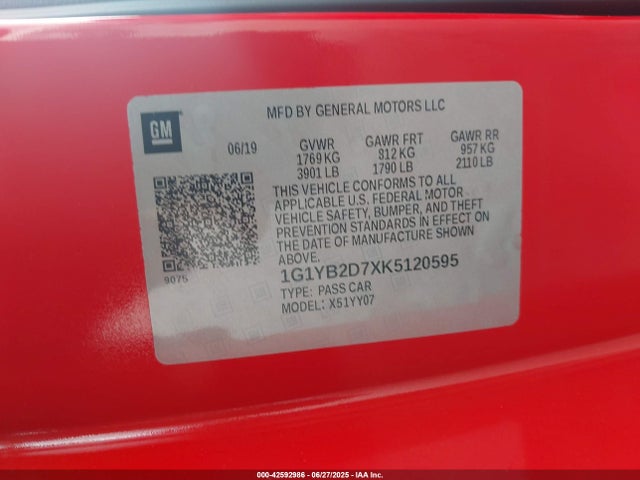 MFD BY GENERAL MOTORS LLC
GM
06/19
GVWR GAWR FRT GAWR RR
1769 KG 812 KG 957 KG
3901 LB 1790 LB 2110 LB
THIS VEHICLE CONFORMS TO ALL
APPLICABLE U.S. FEDERAL MOTOR
VEHICLE SAFETY, BUMPER, AND THEFT
PREVENTION STANDARDS IN EFFECT ON
THE DATE OF MANUFACTURE SHOWN
ABOVE.
9075
1G1YB2D7XK5120595
TYPE: PASS CAR
MODEL: X51YY07
000-42592986 - 06/27/2025 - IAA Inc.